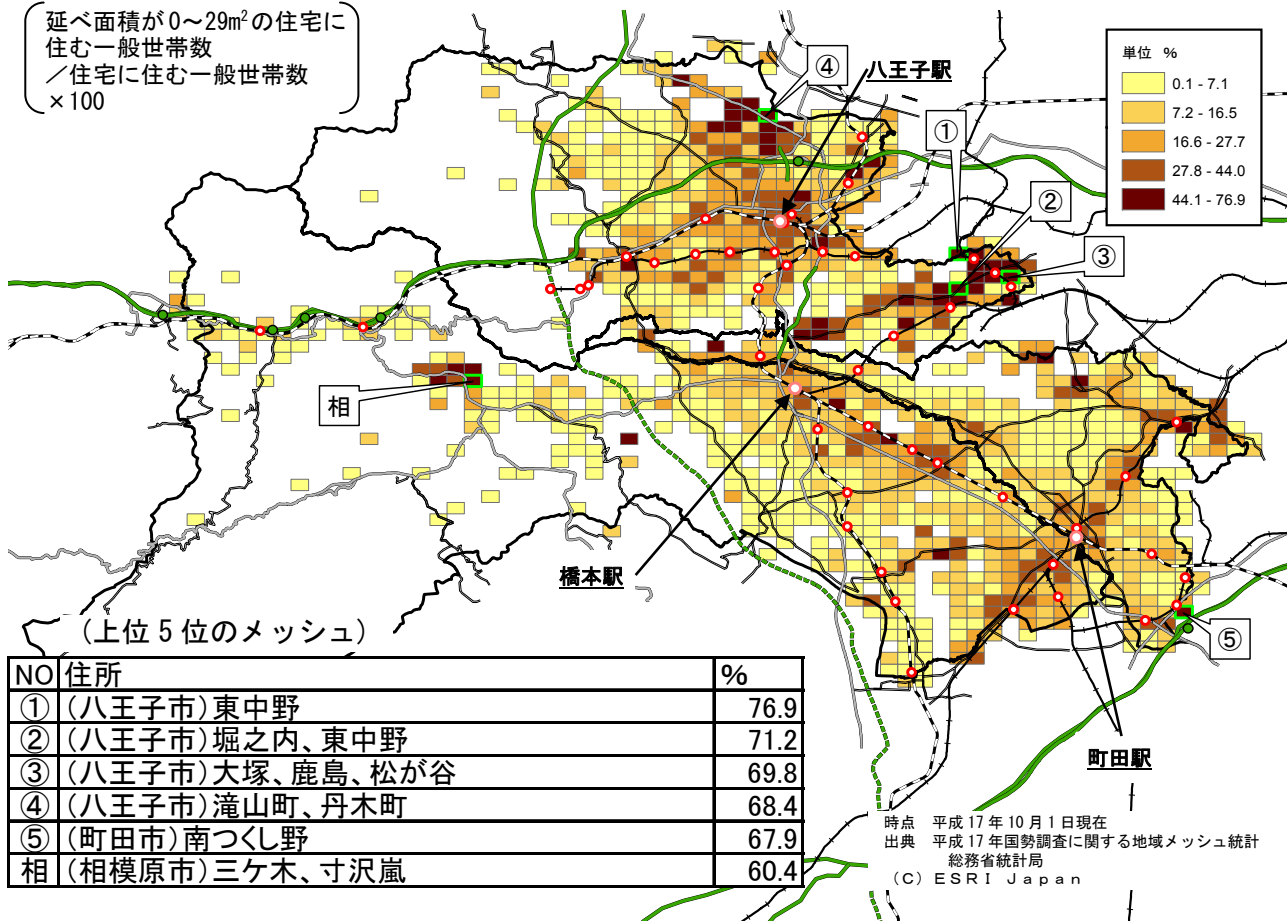 延べ面積が0～29m²の住宅に
住む一般世帯数
／住宅に住む一般世帯数
×100
④
八王子駅
単位 %
0.1 - 7.1
7.2 - 16.5
16.6 - 27.7
27.8 - 44.0
44.1 - 76.9
①
②
③
相
橋本駅
⑤
町田駅
（上位5位のメッシュ）
NO 住所 %
① (八王子市)東中野 76.9
② (八王子市)堀之内、東中野 71.2
③ (八王子市)大塚、鹿島、松が谷 69.8
④ (八王子市)滝山町、丹木町 68.4
⑤ (町田市)南つくし野 67.9
相 (相模原市)三ケ木、寸沢嵐 60.4
時点 平成17年10月1日現在
出典 平成17年国勢調査に関する地域メッシュ統計
総務省統計局
（C）ESRI Japan